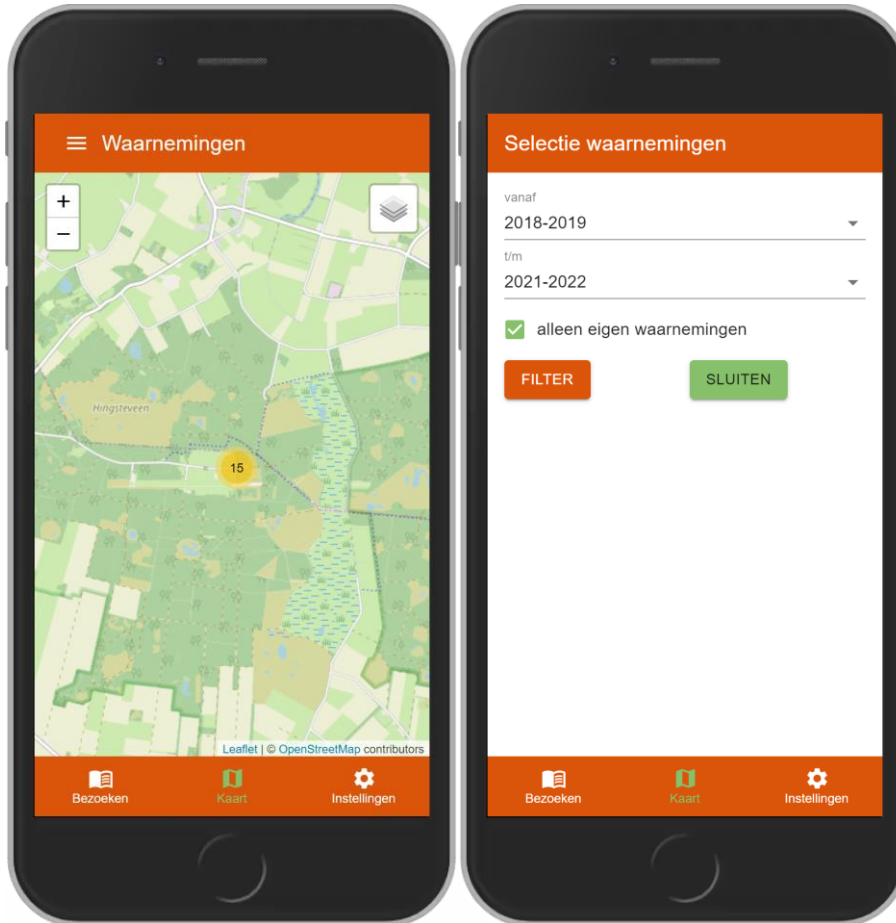 Waarnemingen
+
−
Hingsteveen
15
Leaflet | © OpenStreetMap contributors
Bezoeken Kaart Instellingen
Selectie waarnemingen
vanaf
2018-2019
t/m
2021-2022
alleen eigen waarnemingen
FILTER SLUITEN
Bezoeken Kaart Instellingen